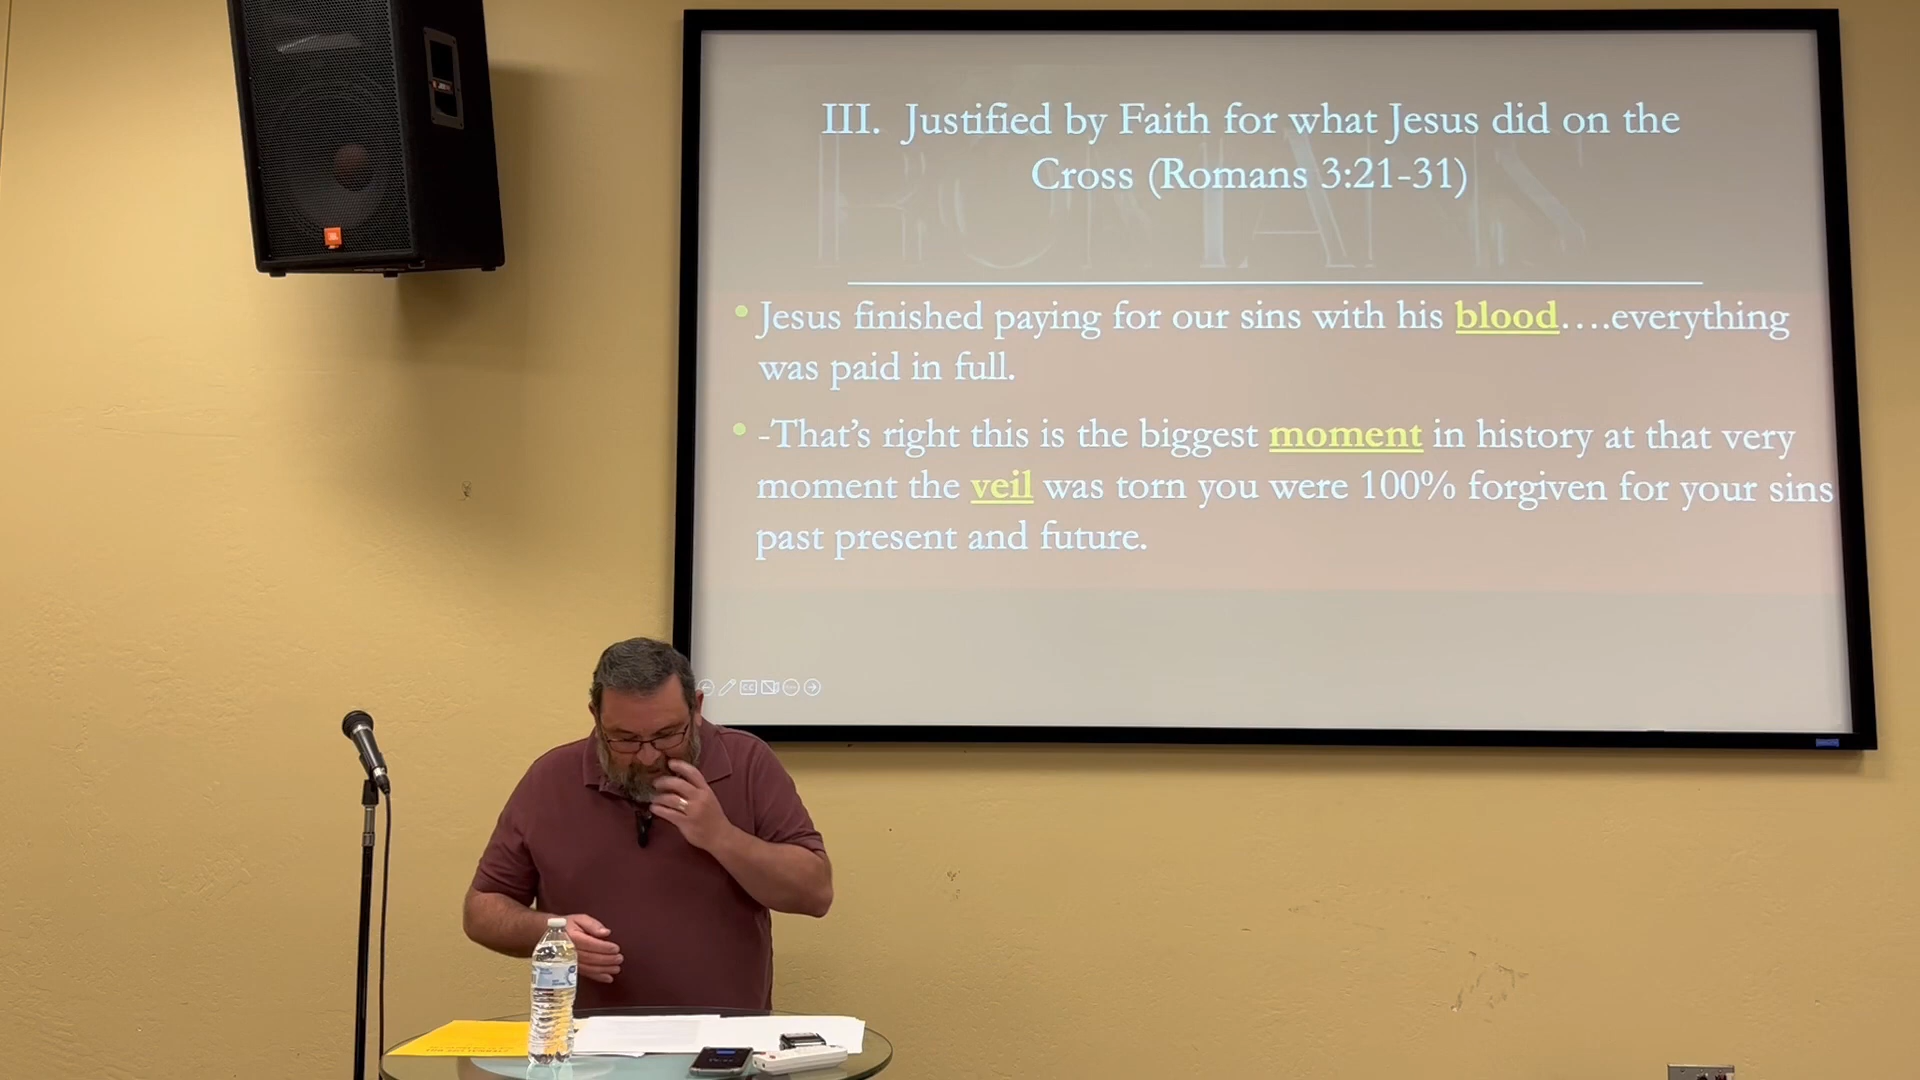 III. Justified by Faith for what Jesus did on the
Cross (Romans 3:21-31)
ROMANS
• Jesus finished paying for our sins with his blood….everything
was paid in full.
• -That’s right this is the biggest moment in history at that very
moment the veil was torn you were 100% forgiven for your sins
past present and future.
CC
JBL